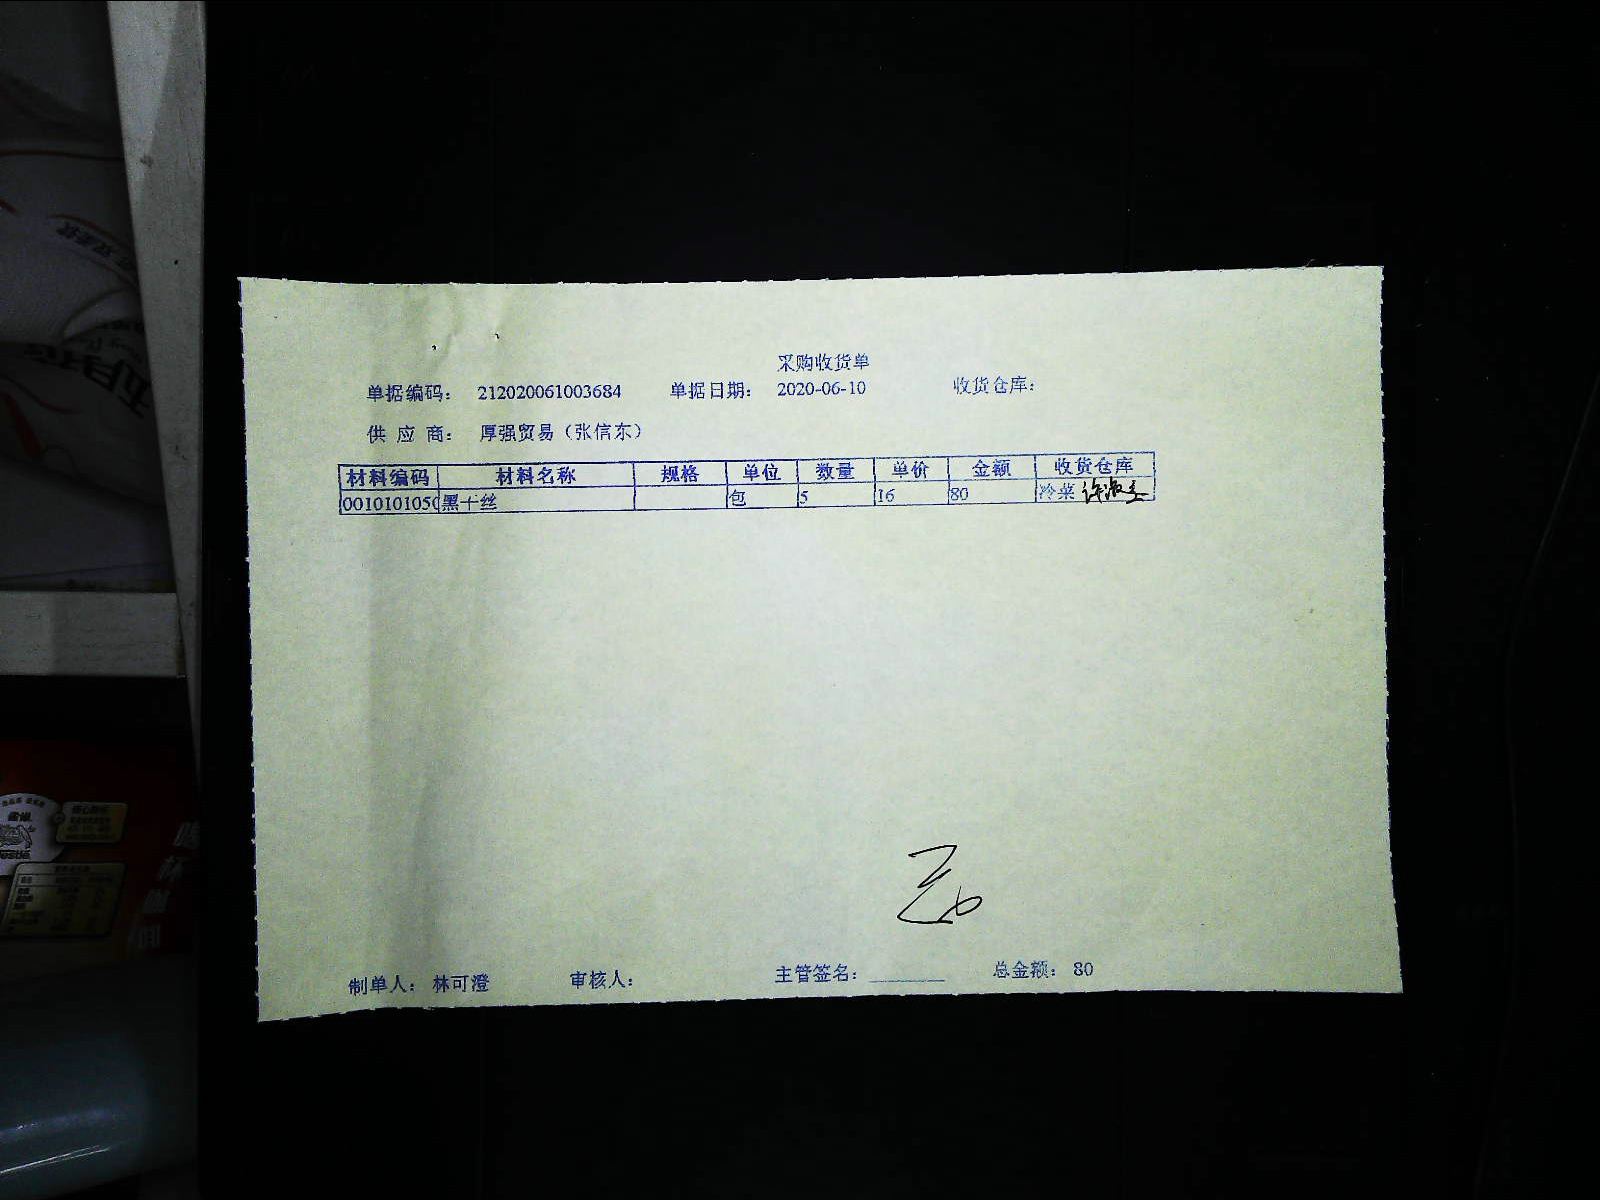 采购收货单
单据编码： 212020061003684 单据日期： 2020-06-10 收货仓库：
供 应 商： 厚强贸易（张信东）
材料编码 材料名称 规格 单位 数量 单价 金额 收货仓库
001010105 黑干丝 包 5 16 80 冷菜
制单人： 林可澄 审核人： 主管签名： 总金额： 80